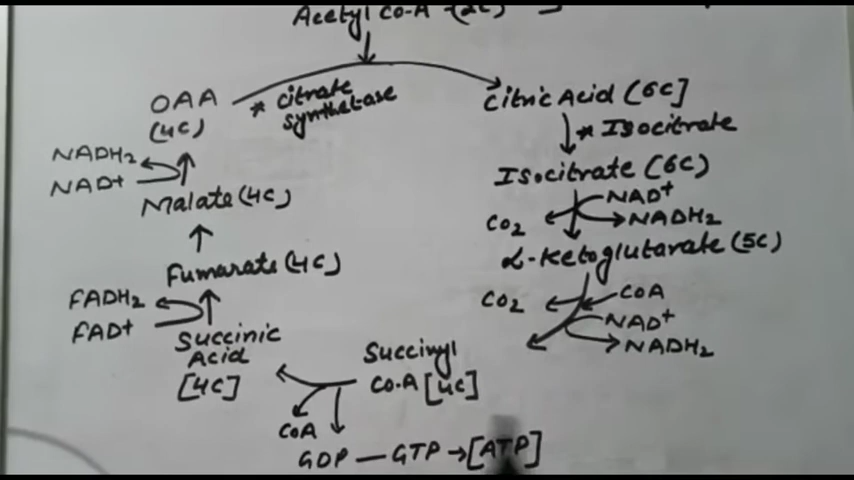 Acetyl Co-A (2C)
OAA
(4C)
* Citrate
synthetase
Citric Acid (6C]
* Isocitrate
Isocitrate (6C)
NAD+
NADH2
CO2
α-Ketoglutarate (5C)
CO2
CoA
NAD+
NADH2
Succinyl
Co-A [4C]
CoA
GDP — GTP → [ATP]
Succinic
Acid
[4C]
FADH2
FAD+
Fumarate (4C)
Malate (4C)
NADH2
NAD+